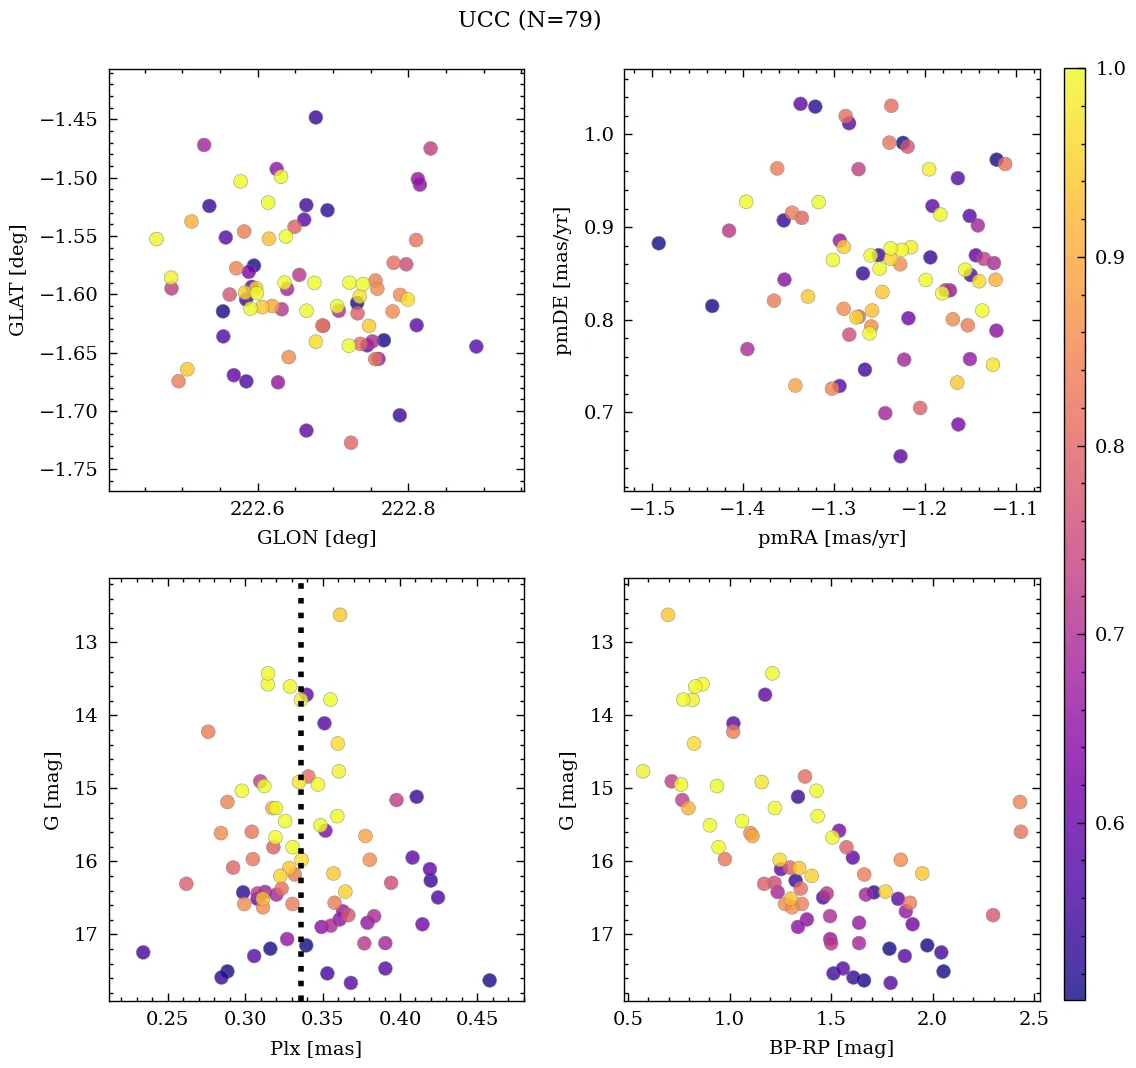 UCC (N=79)
−1.45
−1.50
−1.55
−1.60
−1.65
−1.70
−1.75
GLAT [deg]
222.6 222.8
GLON [deg]
1.0
0.9
0.8
0.7
pmDE [mas/yr]
−1.5 −1.4 −1.3 −1.2 −1.1
pmRA [mas/yr]
13
14
15
16
17
G [mag]
0.25 0.30 0.35 0.40 0.45
Plx [mas]
13
14
15
16
17
G [mag]
0.5 1.0 1.5 2.0 2.5
BP-RP [mag]
1.0
0.9
0.8
0.7
0.6